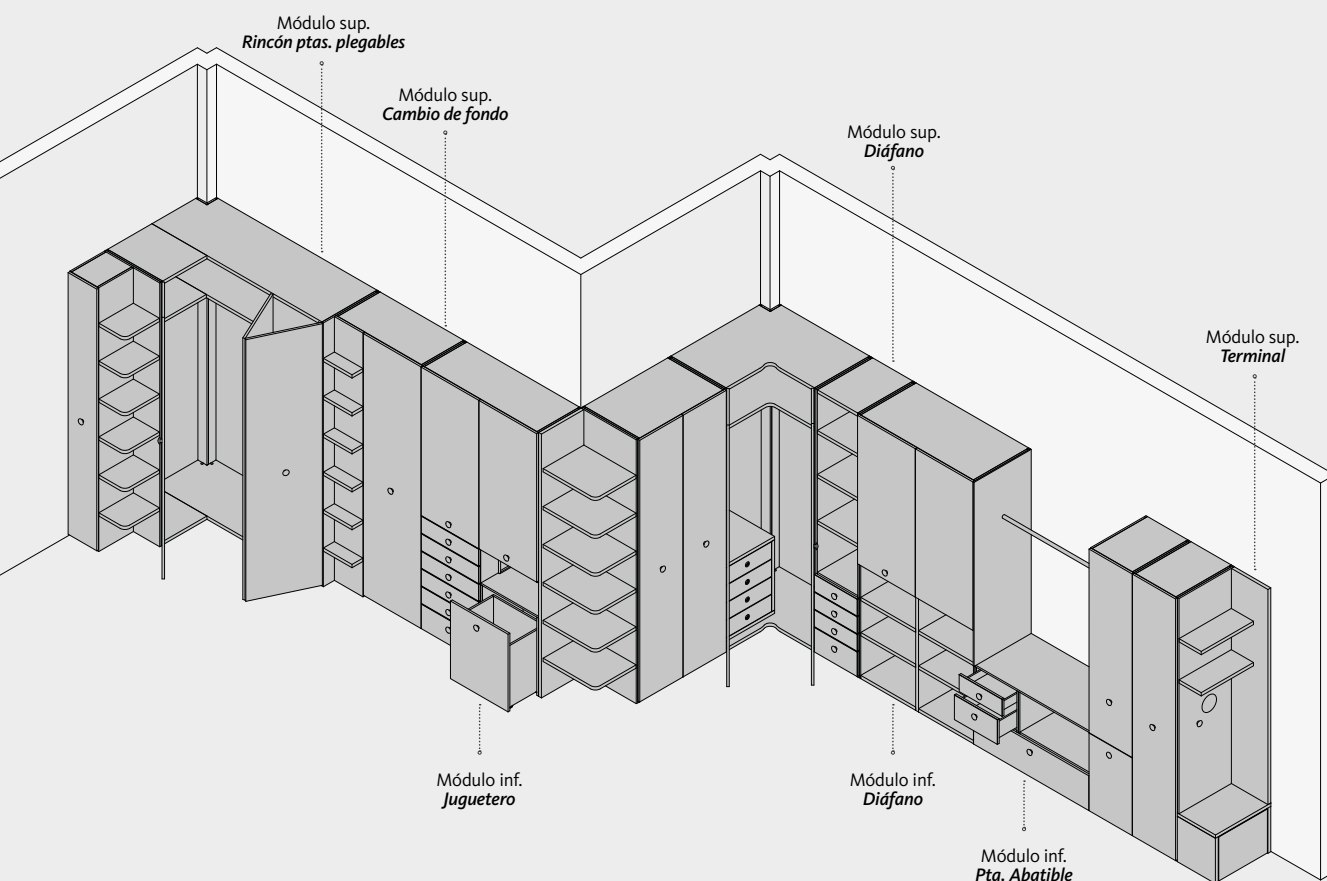 Módulo sup.
Rincón ptas. plegables
Módulo sup.
Cambio de fondo
Módulo sup.
Diáfano
Módulo sup.
Terminal
Módulo inf.
Juguetero
Módulo inf.
Diáfano
Módulo inf.
Pta. Abatible